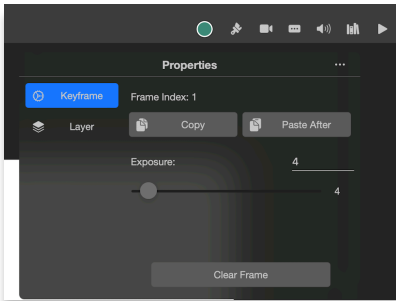 Properties
Keyframe
Frame Index: 1
Copy
Paste After
Layer
Exposure:
4
4
Clear Frame